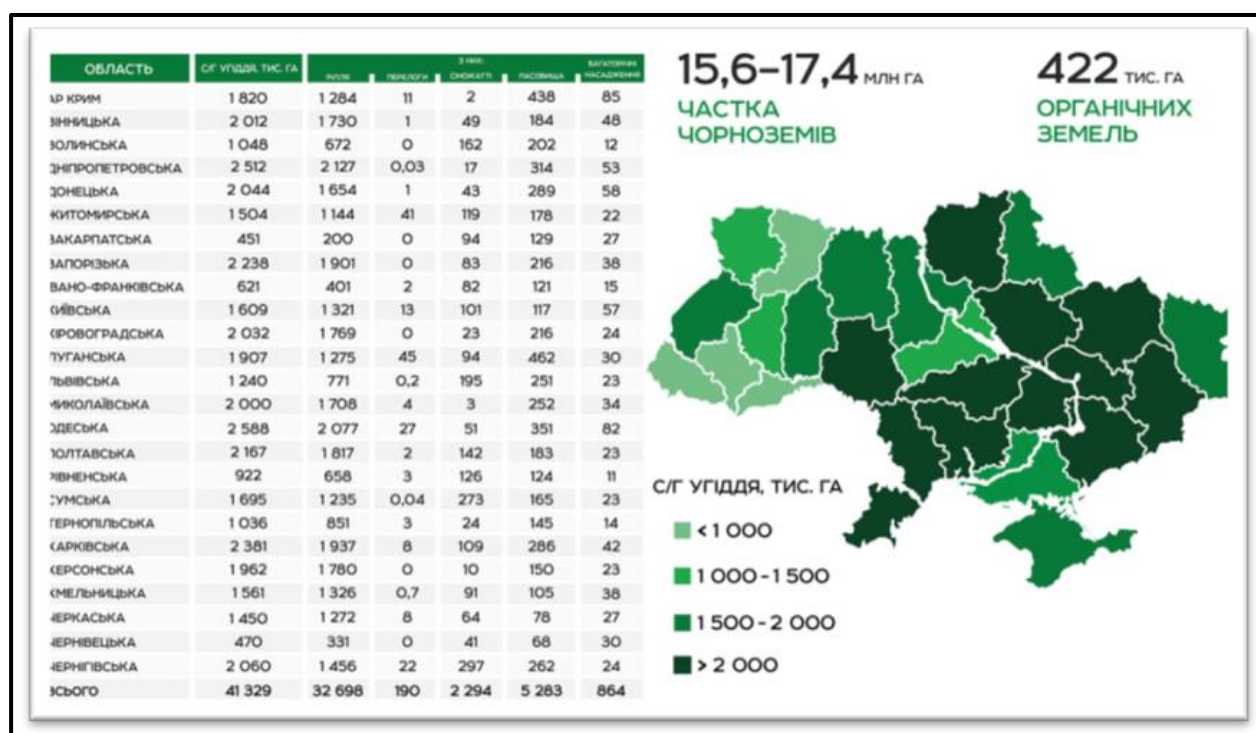 ОБЛАСТЬ С/Г УГІДДЯ, ТИС. ГА
З НИХ:
РІЛЛЯ ПЕРЕЛОГИ СІНОЖАТІ ПАСОВИЩА БАГАТОРІЧНІ НАСАДЖЕННЯ
АР КРИМ 1 820 1 284 11 2 438 85
ВІННИЦЬКА 2 012 1 730 1 49 184 48
ВОЛИНСЬКА 1 048 672 0 162 202 12
ДНІПРОПЕТРОВСЬКА 2 512 2 127 0,03 17 314 53
ДОНЕЦЬКА 2 044 1 654 1 43 289 58
ЖИТОМИРСЬКА 1 504 1 144 41 119 178 22
ЗАКАРПАТСЬКА 451 200 0 94 129 27
ЗАПОРІЗЬКА 2 238 1 901 0 83 216 38
ВАНО-ФРАНКІВСЬКА 621 401 2 82 121 15
КИЇВСЬКА 1 609 1 321 13 101 117 57
КІРОВОГРАДСЬКА 2 032 1 769 0 23 216 24
ЛУГАНСЬКА 1 907 1 275 45 94 462 30
ЛЬВІВСЬКА 1 240 771 0,2 195 251 23
МИКОЛАЇВСЬКА 2 000 1 708 4 3 252 34
ОДЕСЬКА 2 588 2 077 27 51 351 82
ПОЛТАВСЬКА 2 167 1 817 2 142 183 23
РІВНЕНСЬКА 922 658 3 126 124 11
СУМСЬКА 1 695 1 235 0,04 273 165 23
ТЕРНОПІЛЬСЬКА 1 036 851 3 24 145 14
ХАРКІВСЬКА 2 381 1 937 8 109 286 42
ХЕРСОНСЬКА 1 962 1 780 0 10 150 23
ХМЕЛЬНИЦЬКА 1 561 1 326 0,7 91 105 38
ЧЕРКАСЬКА 1 450 1 272 8 64 78 27
ЧЕРНІВЕЦЬКА 470 331 0 41 68 30
ЧЕРНІГІВСЬКА 2 060 1 456 22 297 262 24
ВСЬОГО 41 329 32 698 190 2 294 5 283 864
15,6–17,4 МЛН ГА
ЧАСТКА
ЧОРНОЗЕМІВ
422 ТИС. ГА
ОРГАНІЧНИХ
ЗЕМЕЛЬ
С/Г УГІДДЯ, ТИС. ГА
< 1 000
1 000 - 1 500
1 500 - 2 000
> 2 000